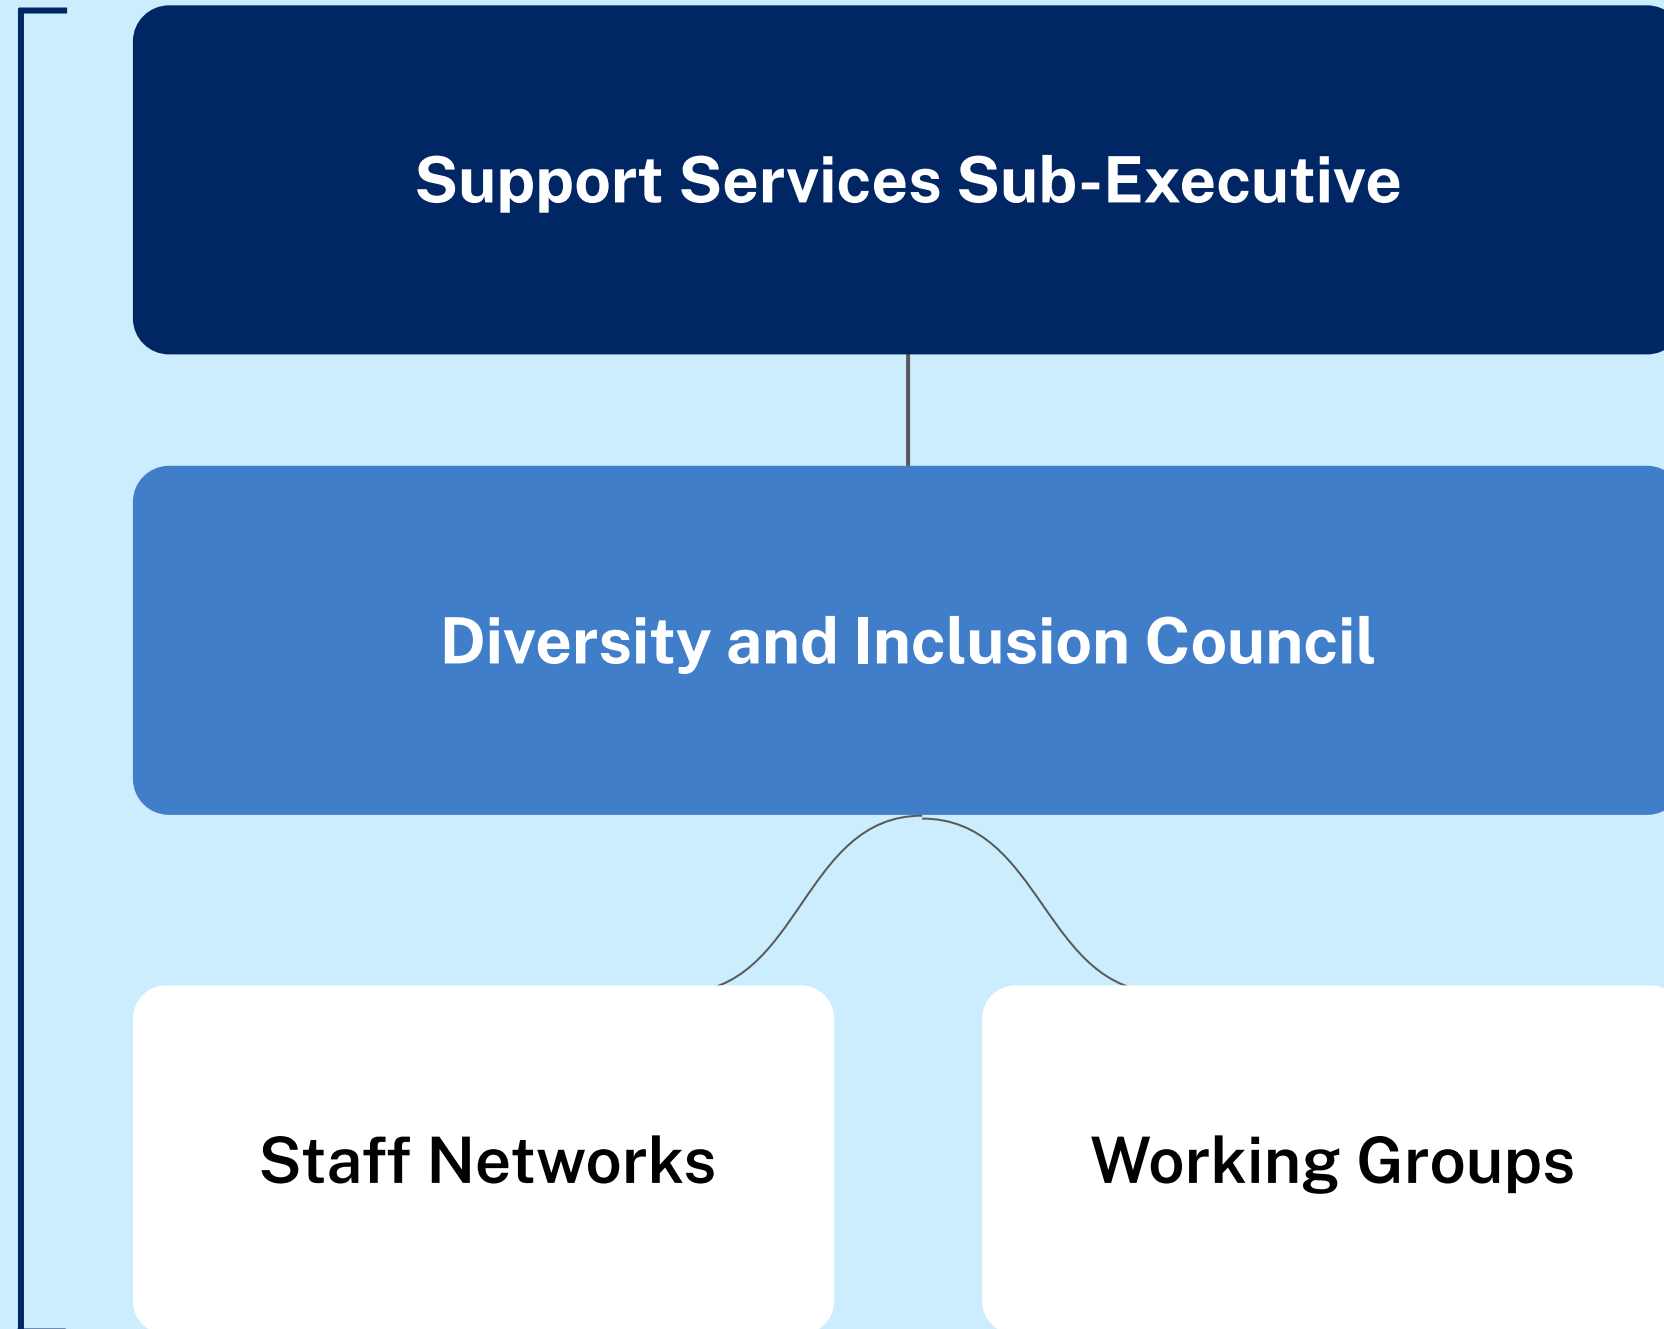 Support Services Sub-Executive
Diversity and Inclusion Council
Staff Networks
Working Groups